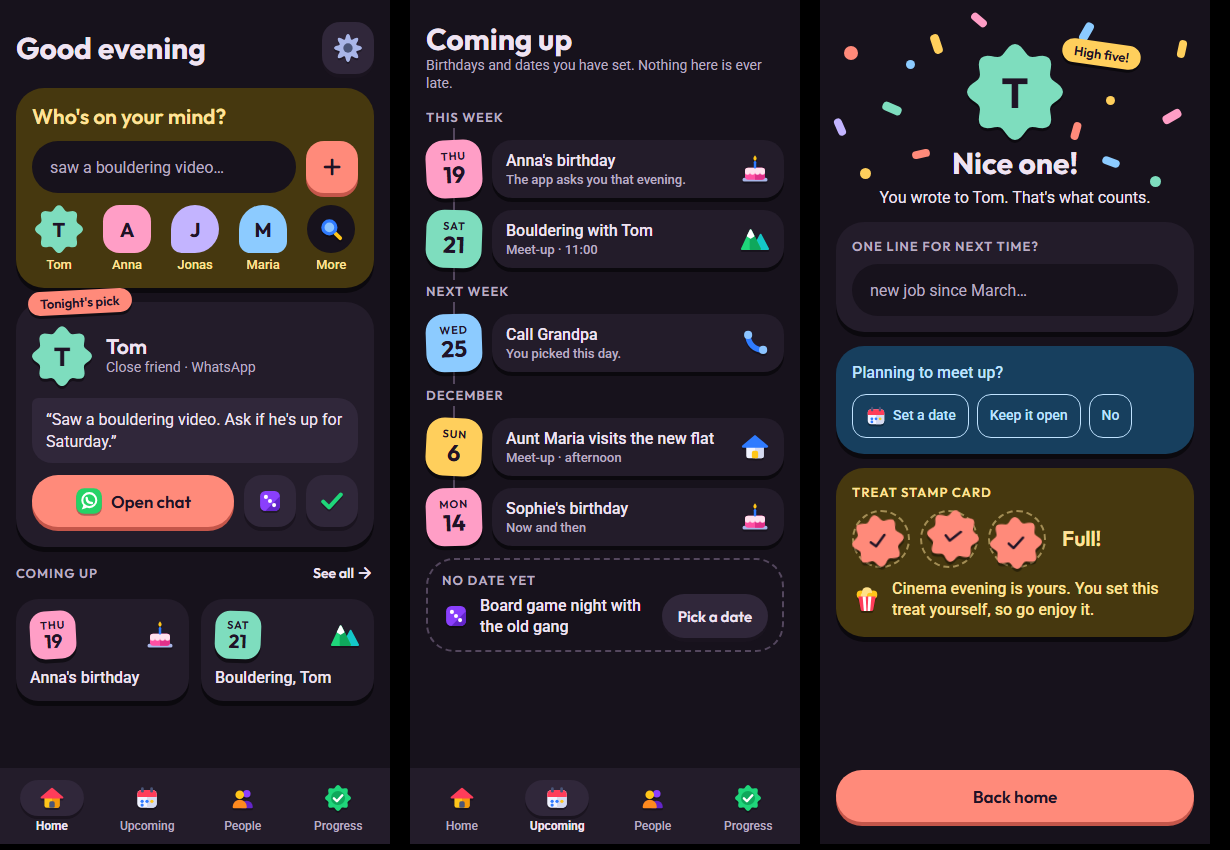 Good evening
Who's on your mind?
saw a bouldering video...
T
A
J
M
Tom
Anna
Jonas
Maria
More
Tonight's pick
T
Tom
Close friend · WhatsApp
“Saw a bouldering video. Ask if he's up for
Saturday.”
Open chat
COMING UP
See all →
THU
19
Anna's birthday
SAT
21
Bouldering, Tom
Home
Upcoming
People
Progress
Coming up
Birthdays and dates you have set. Nothing here is ever
late.
THIS WEEK
THU
19
Anna's birthday
The app asks you that evening.
SAT
21
Bouldering with Tom
Meet-up · 11:00
NEXT WEEK
WED
25
Call Grandpa
You picked this day.
DECEMBER
SUN
6
Aunt Maria visits the new flat
Meet-up · afternoon
MON
14
Sophie's birthday
Now and then
NO DATE YET
Board game night with
the old gang
Pick a date
Home
Upcoming
People
Progress
High five!
T
Nice one!
You wrote to Tom. That's what counts.
ONE LINE FOR NEXT TIME?
new job since March...
Planning to meet up?
Set a date
Keep it open
No
TREAT STAMP CARD
Full!
Cinema evening is yours. You set this
treat yourself, so go enjoy it.
Back home